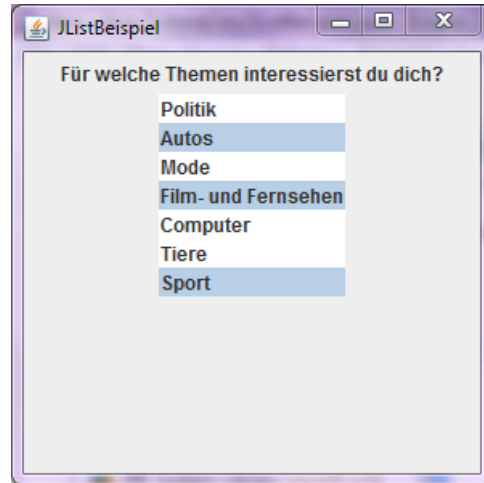 JListBeispiel
Für welche Themen interessierst du dich?
Politik
Autos
Mode
Film- und Fernsehen
Computer
Tiere
Sport